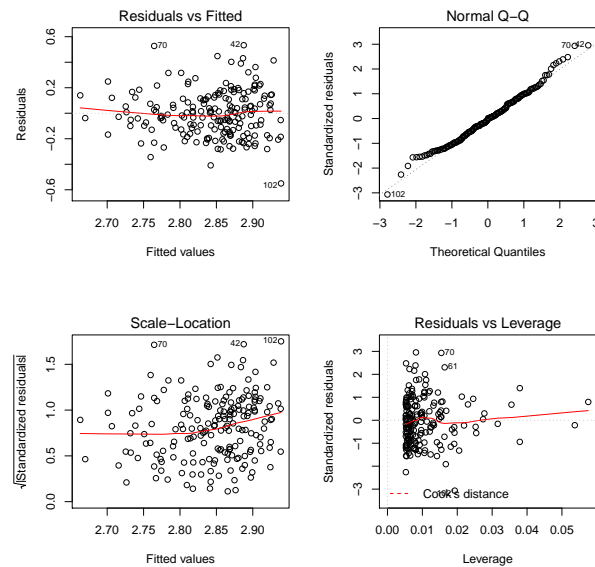 Residuals vs Fitted
Residuals
0.6
0.2
-0.2
-0.6
70
42
102
2.70 2.75 2.80 2.85 2.90
Fitted values
Normal Q-Q
Standardized residuals
3
2
1
0
-1
-2
-3
70 42
102
-3 -2 -1 0 1 2 3
Theoretical Quantiles
Scale-Location
√|Standardized residuals|
1.5
1.0
0.5
0.0
70
42
102
2.70 2.75 2.80 2.85 2.90
Fitted values
Residuals vs Leverage
Standardized residuals
3
2
1
0
-1
-3
70
61
Cook's distance
0.00 0.01 0.02 0.03 0.04 0.05
Leverage